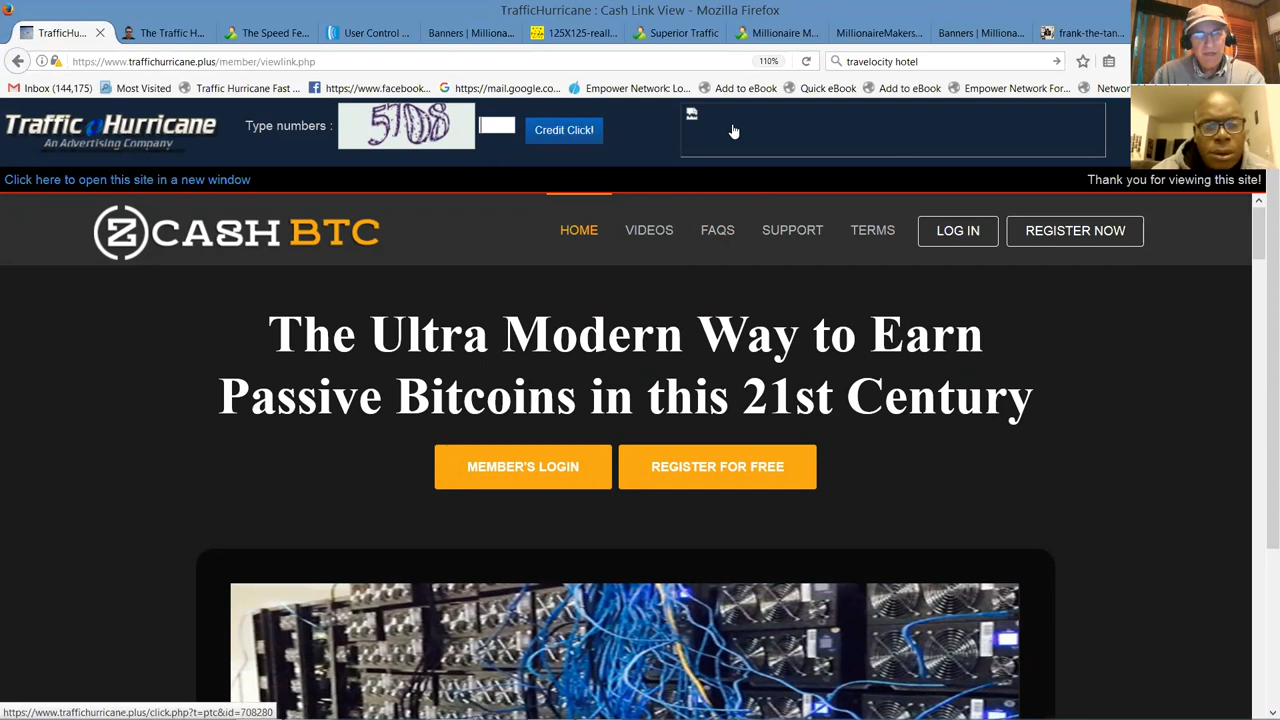 TrafficHurricane : Cash Link View - Mozilla Firefox
TrafficHu...
The Traffic H...
The Speed Fe...
User Control ...
Banners | Milliona...
125X125-reall...
Superior Traffic
Millionaire M...
MillionaireMakers...
Banners | Milliona...
frank-the-tan...
https://www.traffichurricane.plus/member/viewlink.php
110%
travelocity hotel
Inbox (144,175)
Most Visited
Traffic Hurricane Fast ...
https://www.facebook...
https://mail.google.co...
Empower Network: Lo...
Add to eBook
Quick eBook
Add to eBook
Empower Network For...
Netwo
Traffic Hurricane
An Advertising Company
Type numbers :
5708
Credit Click!
Click here to open this site in a new window
Thank you for viewing this site!
ZCASH BTC
HOME
VIDEOS
FAQS
SUPPORT
TERMS
LOG IN
REGISTER NOW
The Ultra Modern Way to Earn
Passive Bitcoins in this 21st Century
MEMBER'S LOGIN
REGISTER FOR FREE
https://www.traffichurricane.plus/click.php?t=ptc&id=708280